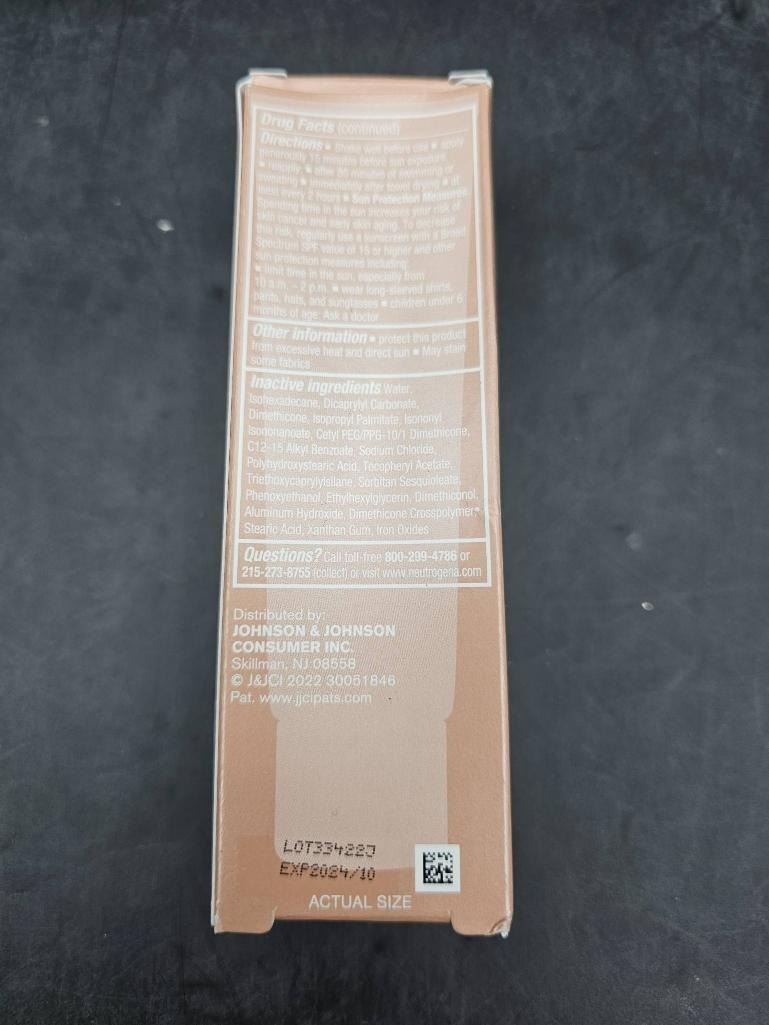 Drug Facts (continued)
Directions ■ Shake well before use ■ apply
generously 15 minutes before sun exposure
■ reapply: ■ after 80 minutes of swimming or
sweating ■ immediately after towel drying ■ at
least every 2 hours ■ Sun Protection Measures.
Spending time in the sun increases your risk of
skin cancer and early skin aging. To decrease
this risk, regularly use a sunscreen with a Broad
Spectrum SPF value of 15 or higher and other
sun protection measures including:
■ limit time in the sun, especially from
10 a.m. – 2 p.m. ■ wear long-sleeved shirts,
pants, hats, and sunglasses ■ children under 6
months of age: Ask a doctor
Other information ■ protect this product
from excessive heat and direct sun ■ May stain
some fabrics
Inactive ingredients Water,
Isohexadecane, Dicaprylyl Carbonate,
Dimethicone, Isopropyl Palmitate, Isononyl
Isononanoate, Cetyl PEG/PPG-10/1 Dimethicone,
C12-15 Alkyl Benzoate, Sodium Chloride,
Polyhydroxystearic Acid, Tocopheryl Acetate,
Triethoxycaprylylsilane, Sorbitan Sesquioleate,
Phenoxyethanol, Ethylhexylglycerin, Dimethiconol,
Aluminum Hydroxide, Dimethicone Crosspolymer,
Stearic Acid, Xanthan Gum, Iron Oxides
Questions? Call toll-free 800-299-4786 or
215-273-8755 (collect) or visit www.neutrogena.com
Distributed by:
JOHNSON & JOHNSON
CONSUMER INC.
Skillman, NJ 08558
© J&JCI 2022 30051846
Pat. www.jjcipats.com
LOT33422J
EXP2024/10
ACTUAL SIZE